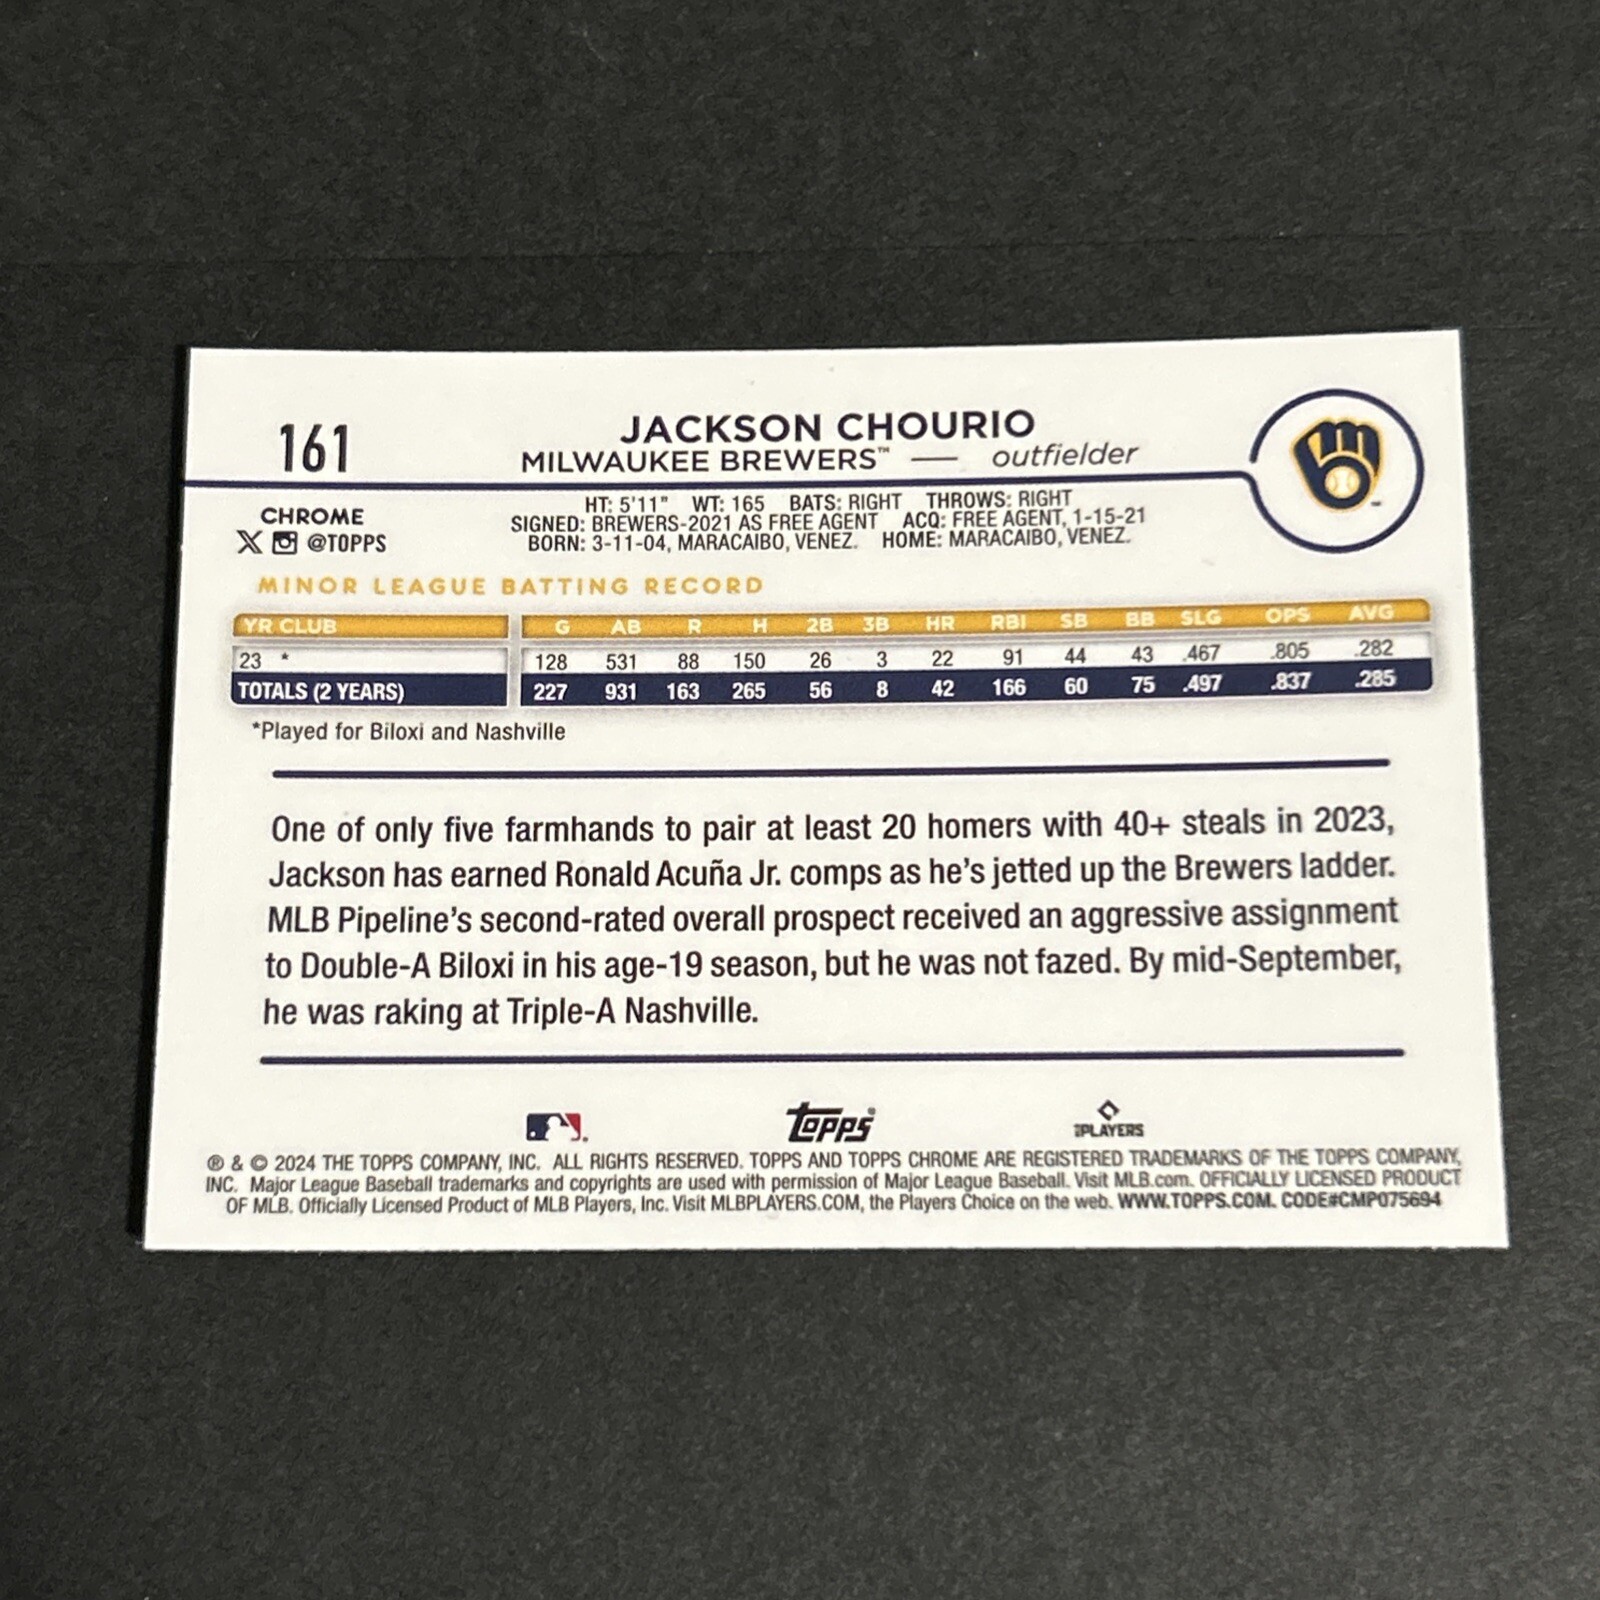 161
JACKSON CHOURIO
MILWAUKEE BREWERS™ — outfielder
CHROME
X @TOPPS
HT: 5'11" WT: 165 BATS: RIGHT THROWS: RIGHT
SIGNED: BREWERS-2021 AS FREE AGENT ACQ: FREE AGENT, 1-15-21
BORN: 3-11-04, MARACAIBO, VENEZ. HOME: MARACAIBO, VENEZ.
MINOR LEAGUE BATTING RECORD
YR CLUB G AB R H 2B 3B HR RBI SB BB SLG OPS AVG
23 * 128 531 88 150 26 3 22 91 44 43 .467 .805 .282
TOTALS (2 YEARS) 227 931 163 265 56 8 42 166 60 75 .497 .837 .285
*Played for Biloxi and Nashville
One of only five farmhands to pair at least 20 homers with 40+ steals in 2023,
Jackson has earned Ronald Acuña Jr. comps as he's jetted up the Brewers ladder.
MLB Pipeline's second-rated overall prospect received an aggressive assignment
to Double-A Biloxi in his age-19 season, but he was not fazed. By mid-September,
he was raking at Triple-A Nashville.
topps®
MLBPLAYERS
® & © 2024 THE TOPPS COMPANY, INC. ALL RIGHTS RESERVED. TOPPS AND TOPPS CHROME ARE REGISTERED TRADEMARKS OF THE TOPPS COMPANY,
INC. Major League Baseball trademarks and copyrights are used with permission of Major League Baseball. Visit MLB.com. OFFICIALLY LICENSED PRODUCT
OF MLB. Officially Licensed Product of MLB Players, Inc. Visit MLBPLAYERS.COM, the Players Choice on the web. WWW.TOPPS.COM. CODE#CMP075694